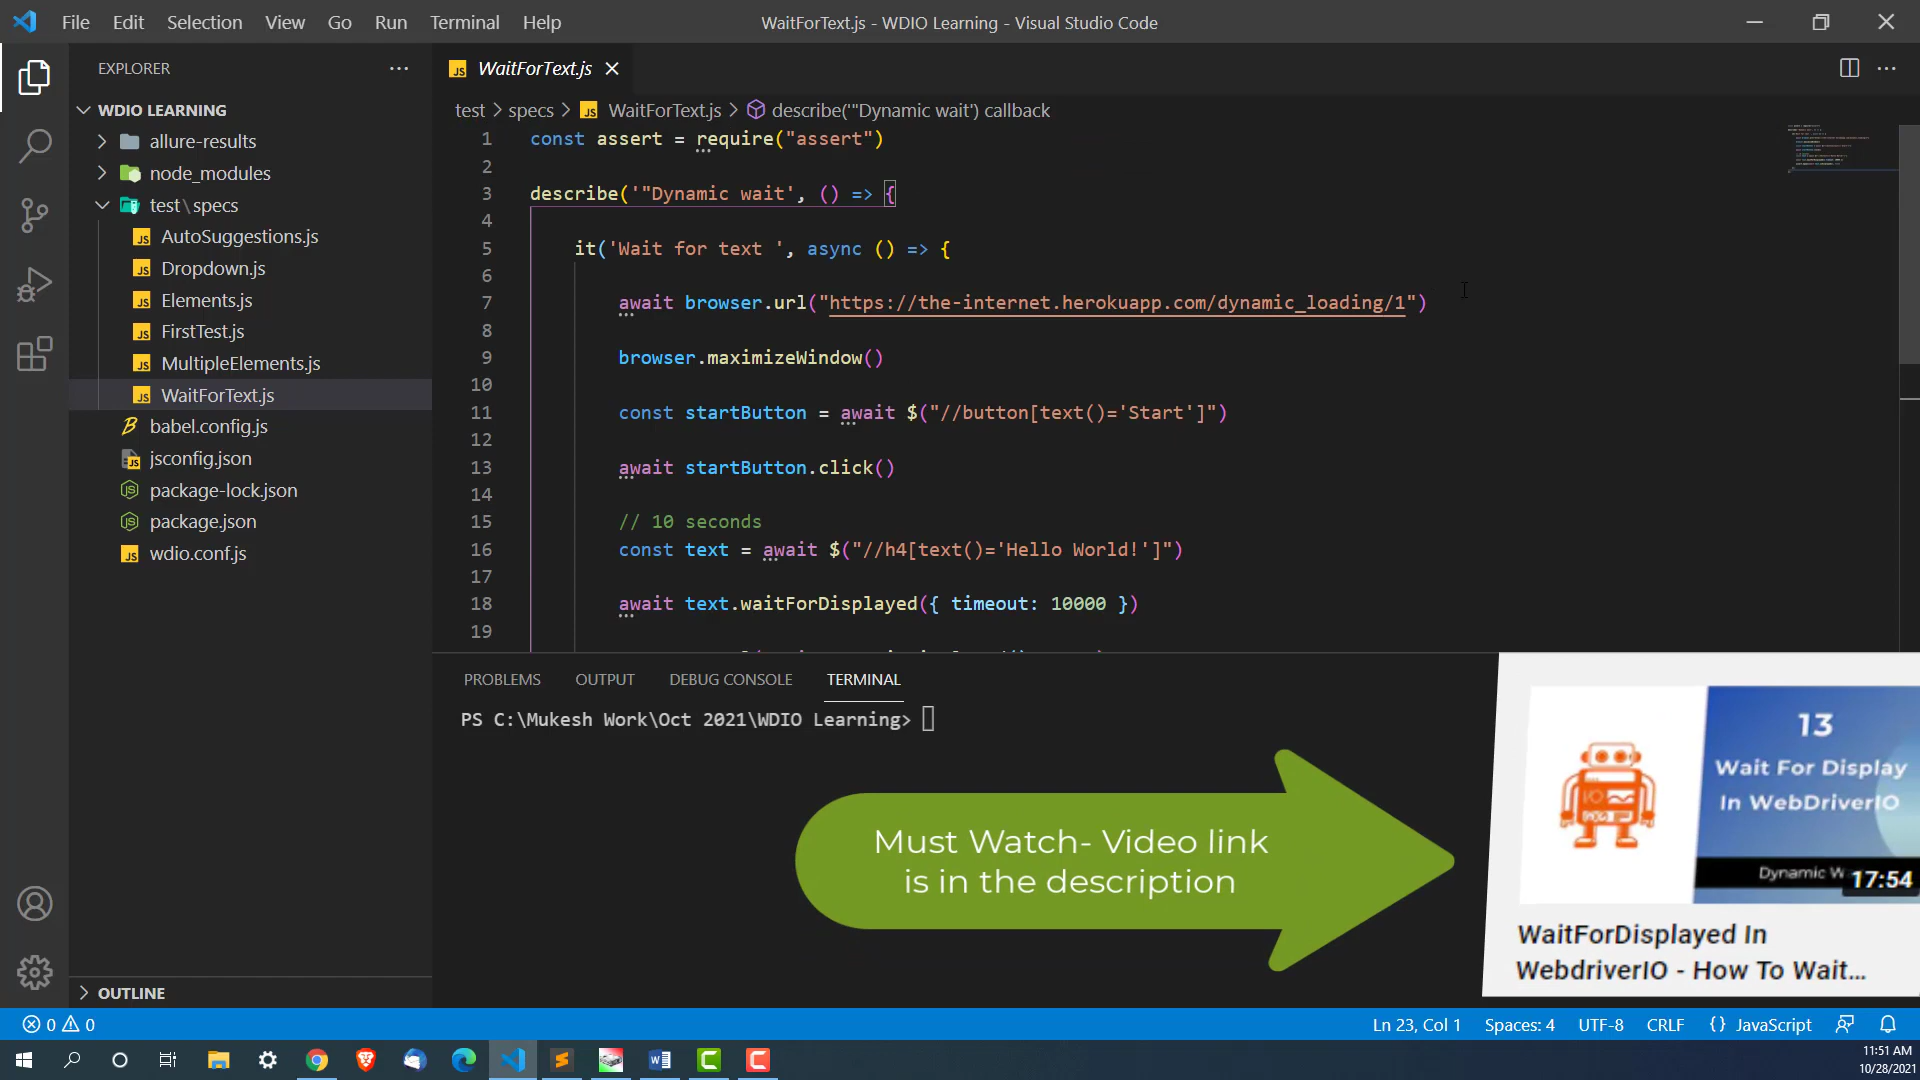 File Edit Selection View Go Run Terminal Help
WaitForText.js - WDIO Learning - Visual Studio Code
EXPLORER
WDIO LEARNING
allure-results
node_modules
test\specs
AutoSuggestions.js
Dropdown.js
Elements.js
FirstTest.js
MultipleElements.js
WaitForText.js
babel.config.js
jsconfig.json
package-lock.json
package.json
wdio.conf.js
OUTLINE
WaitForText.js
test > specs > WaitForText.js > describe('"Dynamic wait') callback
1 const assert = require("assert")
2
3 describe('"Dynamic wait', () => {
4
5 it('Wait for text ', async () => {
6
7 await browser.url("https://the-internet.herokuapp.com/dynamic_loading/1")
8
9 browser.maximizeWindow()
10
11 const startButton = await $("//button[text()='Start']")
12
13 await startButton.click()
14
15 // 10 seconds
16 const text = await $("//h4[text()='Hello World!']")
17
18 await text.waitForDisplayed({ timeout: 10000 })
19
PROBLEMS OUTPUT DEBUG CONSOLE TERMINAL
PS C:\Mukesh Work\Oct 2021\WDIO Learning>
Must Watch- Video link
is in the description
13
Wait For Display
In WebDriverIO
Dynamic W
17:54
WaitForDisplayed In
WebdriverIO - How To Wait...
0 0
Ln 23, Col 1 Spaces: 4 UTF-8 CRLF {} JavaScript
11:51 AM
10/28/2021